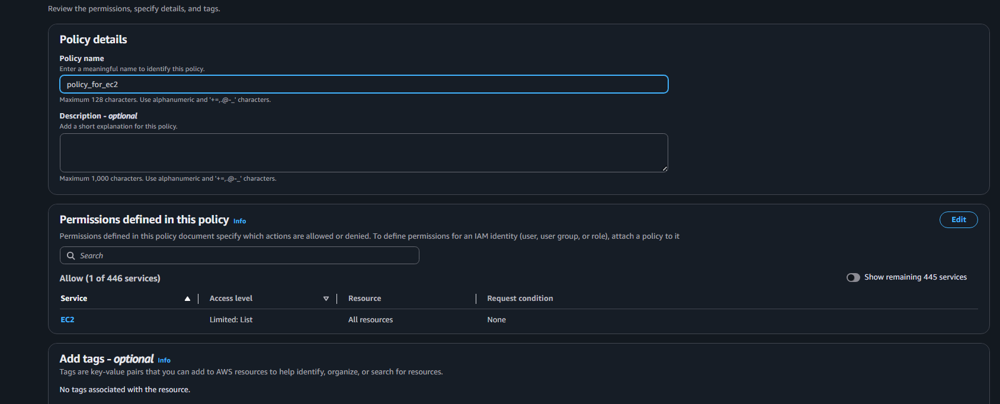 Review the permissions, specify details, and tags.
Policy details
Policy name
Enter a meaningful name to identify this policy.
policy_for_ec2
Maximum 128 characters. Use alphanumeric and '+=,.@-_' characters.
Description - optional
Add a short explanation for this policy.
Maximum 1,000 characters. Use alphanumeric and '+=,.@-_' characters.
Permissions defined in this policy Info
Edit
Permissions defined in this policy document specify which actions are allowed or denied. To define permissions for an IAM identity (user, user group, or role), attach a policy to it
Search
Allow (1 of 446 services)
Show remaining 445 services
Service Access level Resource Request condition
EC2 Limited: List All resources None
Add tags - optional Info
Tags are key-value pairs that you can add to AWS resources to help identify, organize, or search for resources.
No tags associated with the resource.